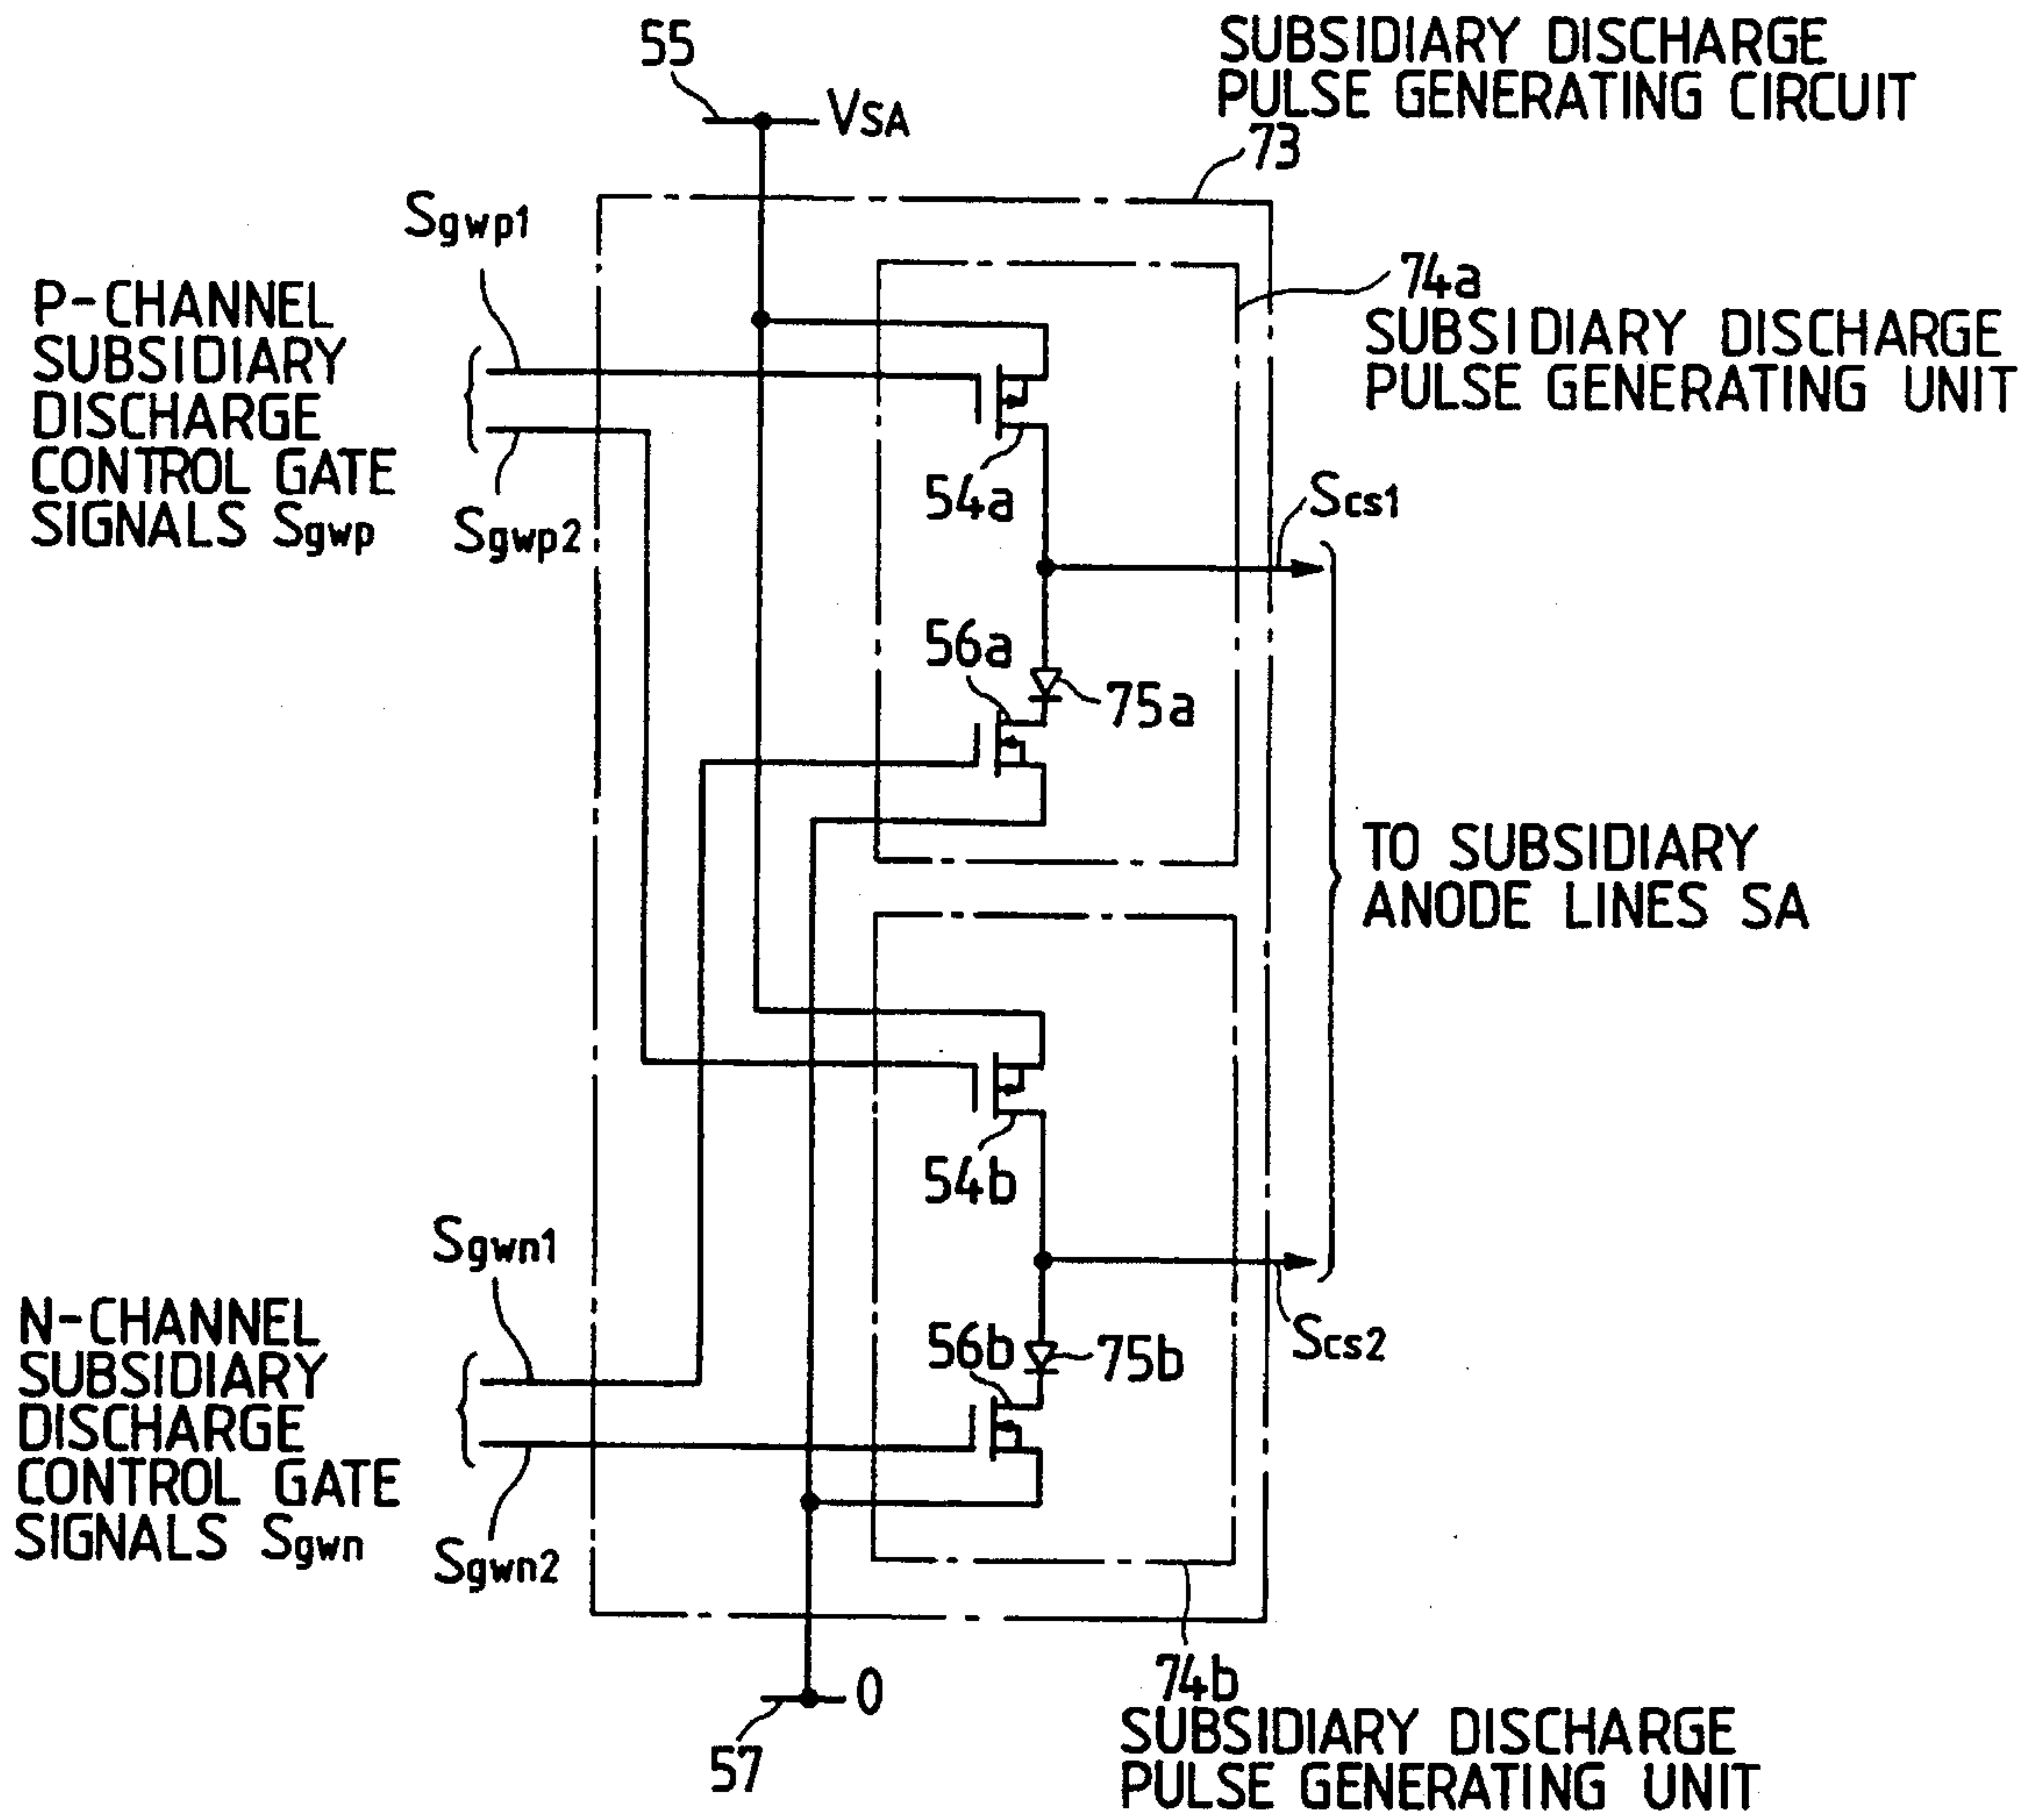 55
VSA
SUBSIDIARY DISCHARGE
PULSE GENERATING CIRCUIT
73
Sgwp1
P-CHANNEL
SUBSIDIARY
DISCHARGE
CONTROL GATE
SIGNALS Sgwp
Sgwp2
74a
SUBSIDIARY DISCHARGE
PULSE GENERATING UNIT
54a
Scs1
56a
75a
TO SUBSIDIARY
ANODE LINES SA
54b
Sgwn1
N-CHANNEL
SUBSIDIARY
DISCHARGE
CONTROL GATE
SIGNALS Sgwn
Sgwn2
56b
75b
Scs2
57
0
74b
SUBSIDIARY DISCHARGE
PULSE GENERATING UNIT